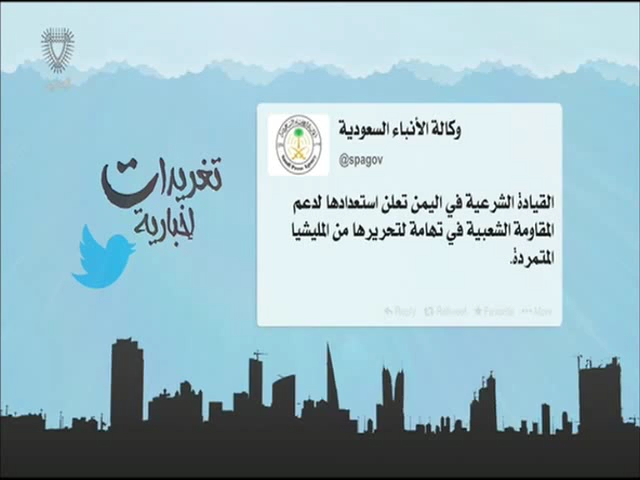 تغريدات
إخبارية
وكالة الأنباء السعودية
@spagov
القيادة الشرعية في اليمن تعلن استعدادها لدعم
المقاومة الشعبية في تهامة لتحريرها من المليشيا
المتمردة.
Reply Retweet Favorite More